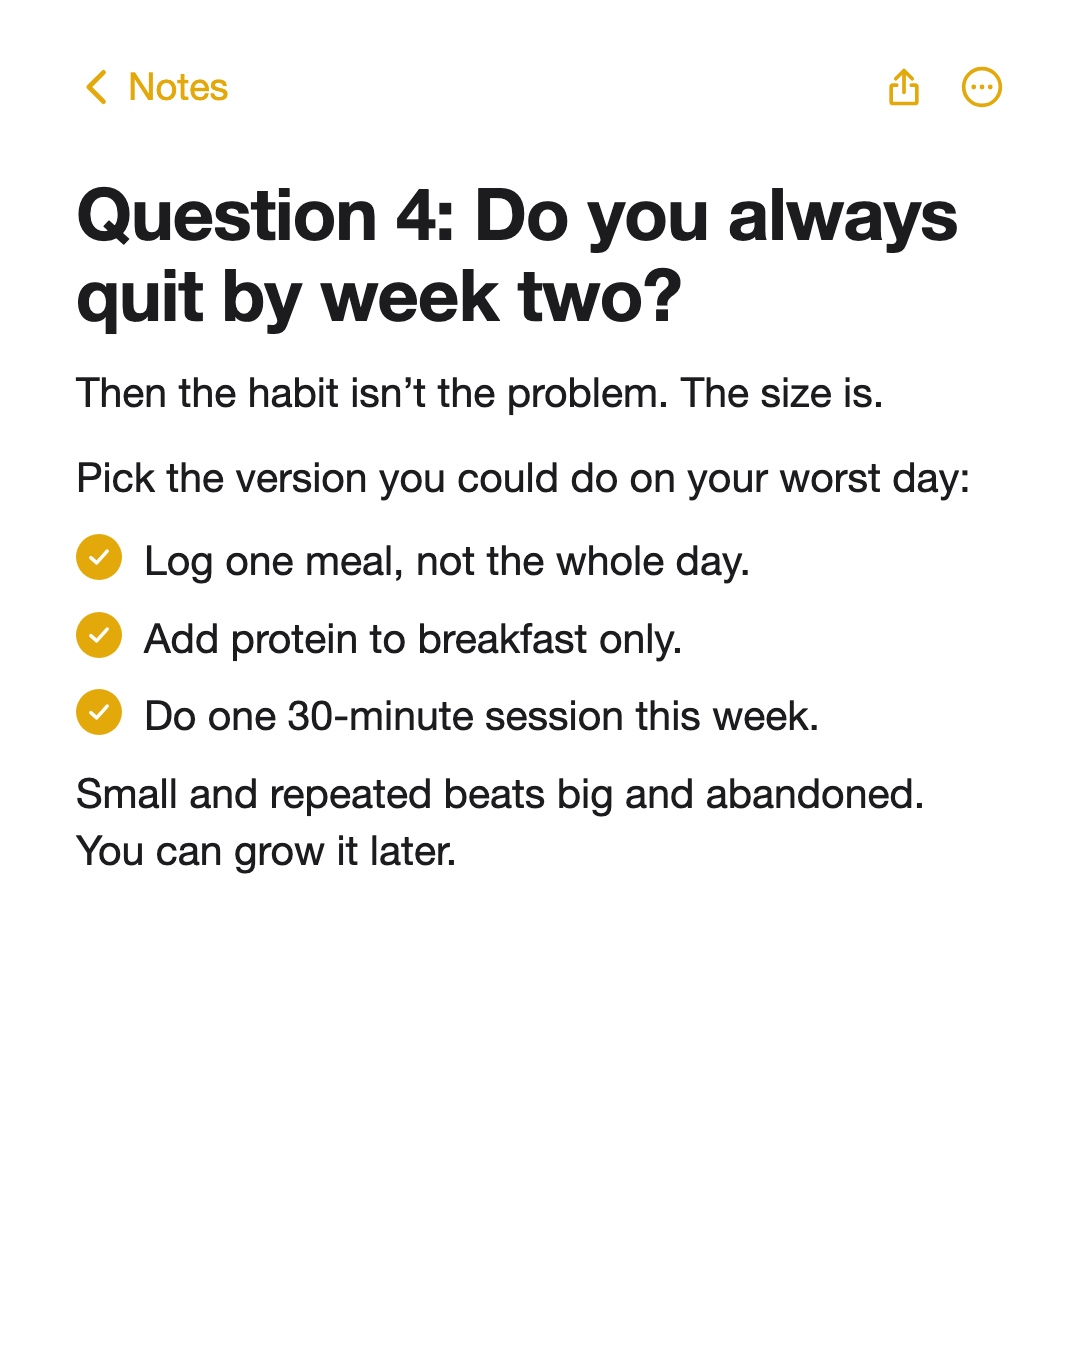 Notes
Question 4: Do you always
quit by week two?
Then the habit isn’t the problem. The size is.
Pick the version you could do on your worst day:
Log one meal, not the whole day.
Add protein to breakfast only.
Do one 30-minute session this week.
Small and repeated beats big and abandoned.
You can grow it later.